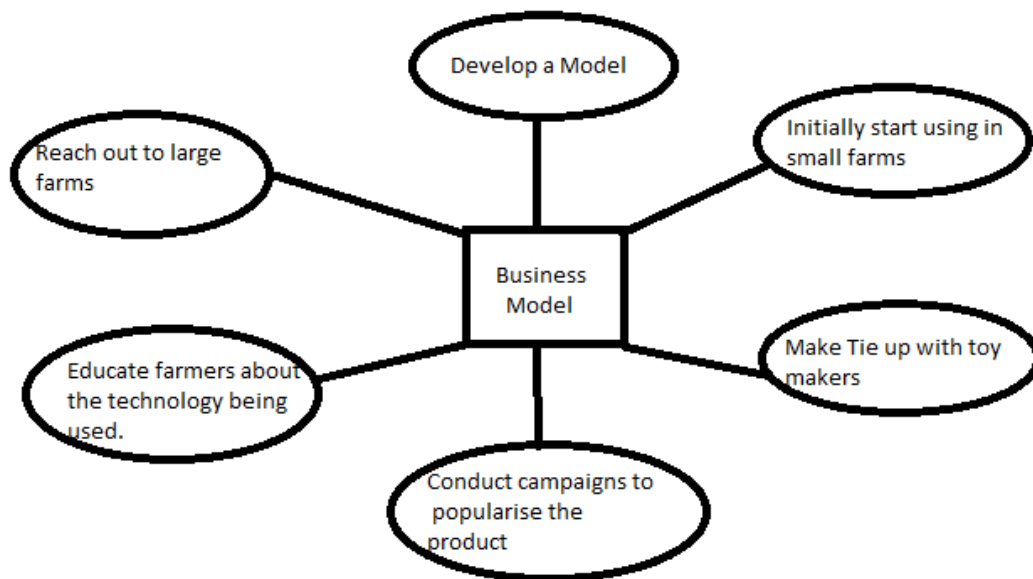 Develop a Model
Initially start using in
small farms
Reach out to large
farms
Business
Model
Make Tie up with toy
makers
Educate farmers about
the technology being
used.
Conduct campaigns to
popularise the
product